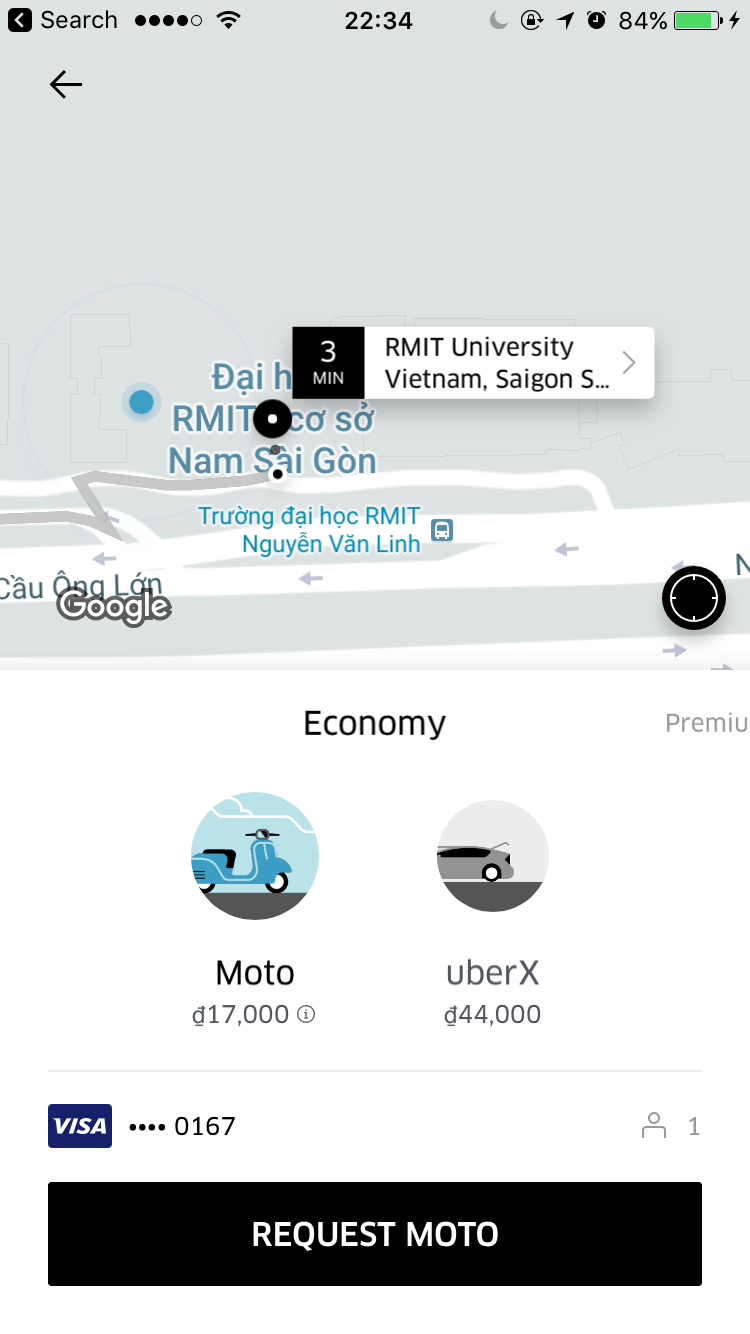 Search
22:34
84%
3
MIN
RMIT University
Vietnam, Saigon S...
Đại h
RMIT cơ sở
Nam Sài Gòn
Trường đại học RMIT
Nguyễn Văn Linh
Cầu Ông Lớn
N
Google
Economy
Premiu
Moto
uberX
₫17,000
₫44,000
VISA
•••• 0167
1
REQUEST MOTO